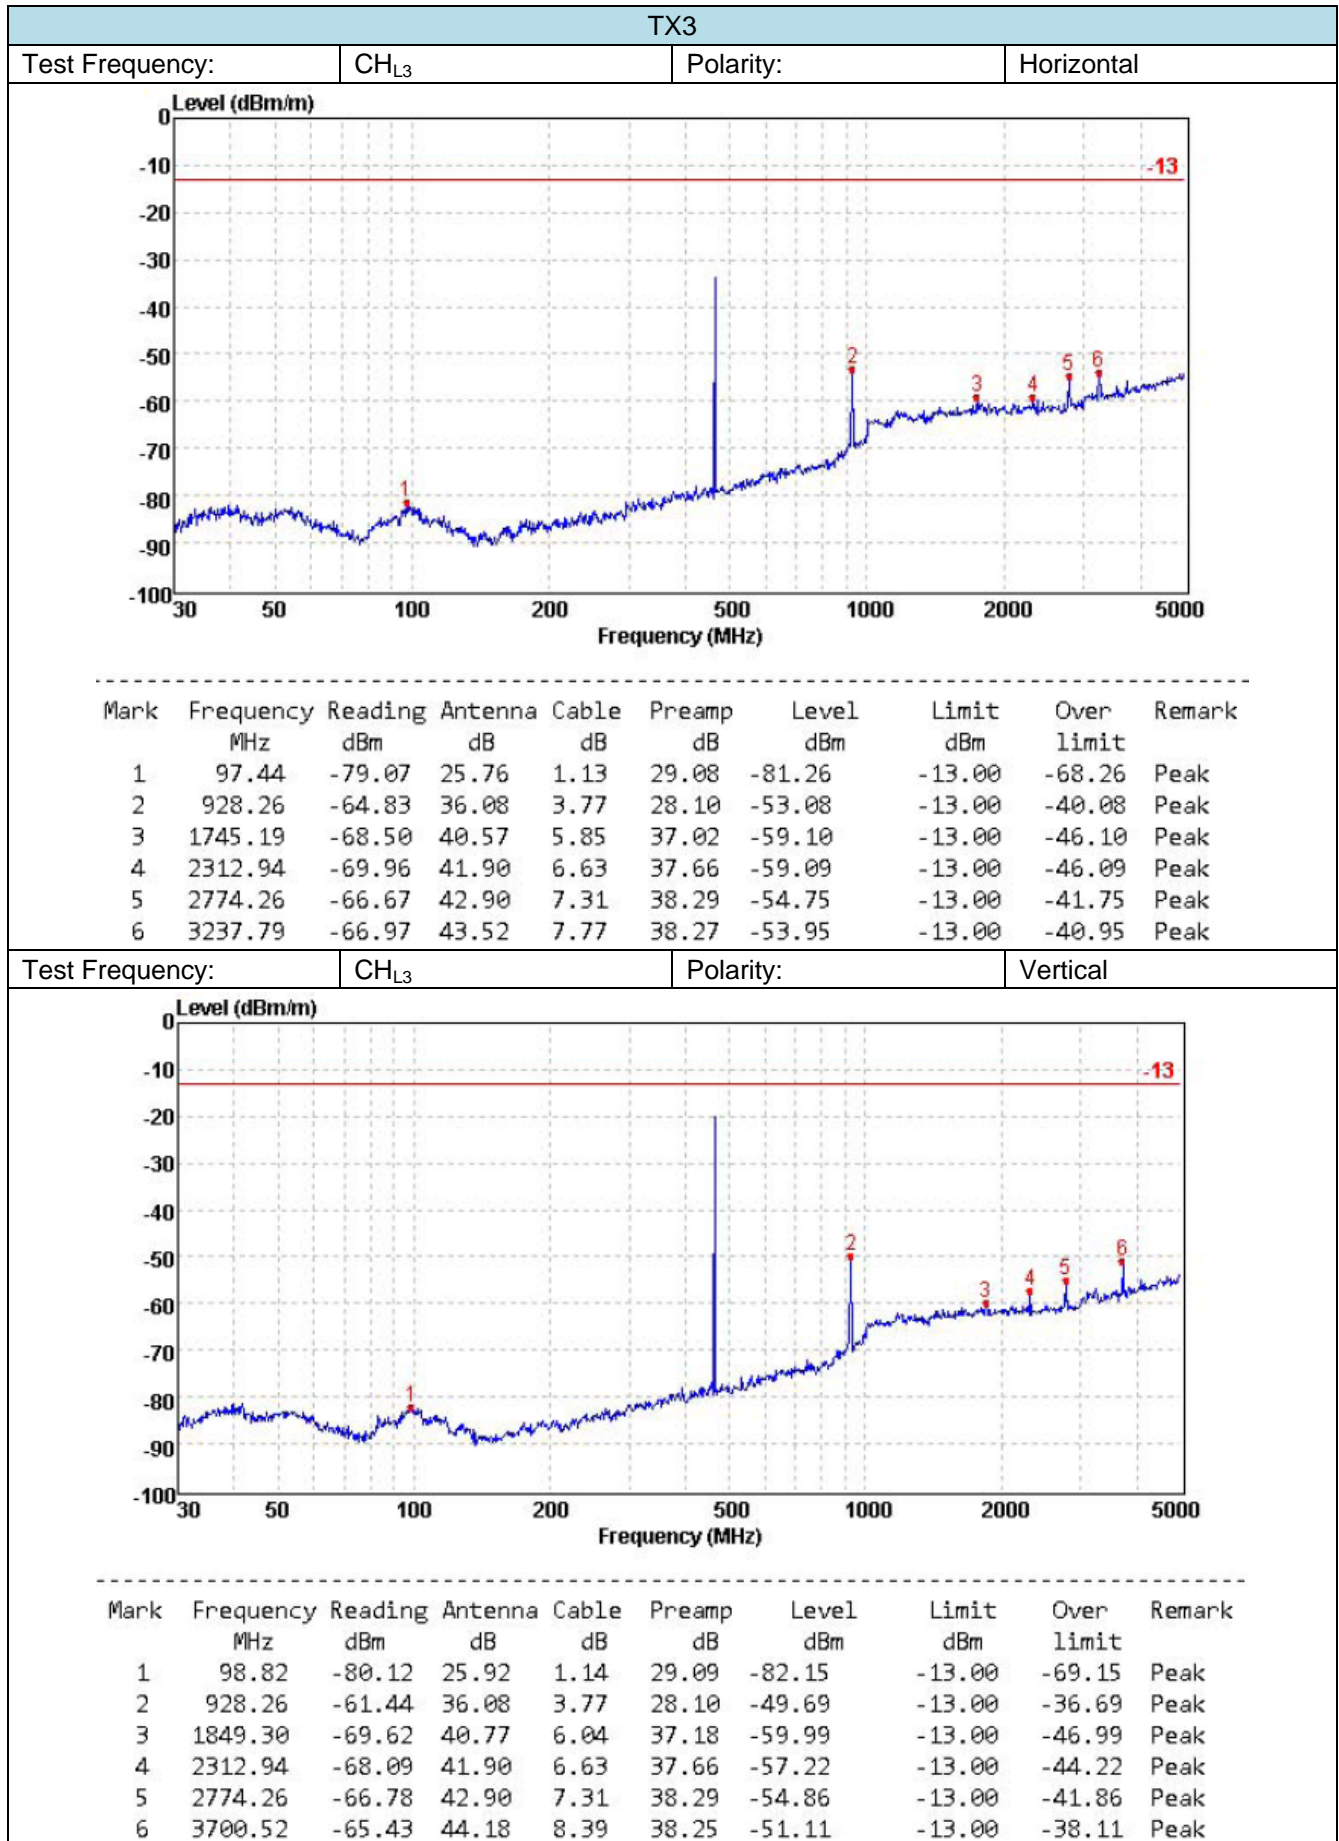 TX3
Test Frequency: CHL3 Polarity: Horizontal
Level (dBm/m)
0
-10
-13
-20
-30
-40
-50
-60
-70
-80
-90
-100
1 2 3 4 5 6
30 50 100 200 500 1000 2000 5000
Frequency (MHz)
Mark Frequency Reading Antenna Cable Preamp Level Limit Over Remark
MHz dBm dB dB dB dBm dBm limit
1 97.44 -79.07 25.76 1.13 29.08 -81.26 -13.00 -68.26 Peak
2 928.26 -64.83 36.08 3.77 28.10 -53.08 -13.00 -40.08 Peak
3 1745.19 -68.50 40.57 5.85 37.02 -59.10 -13.00 -46.10 Peak
4 2312.94 -69.96 41.90 6.63 37.66 -59.09 -13.00 -46.09 Peak
5 2774.26 -66.67 42.90 7.31 38.29 -54.75 -13.00 -41.75 Peak
6 3237.79 -66.97 43.52 7.77 38.27 -53.95 -13.00 -40.95 Peak
Test Frequency: CHL3 Polarity: Vertical
Level (dBm/m)
0
-10
-13
-20
-30
-40
-50
-60
-70
-80
-90
-100
1 2 3 4 5 6
30 50 100 200 500 1000 2000 5000
Frequency (MHz)
Mark Frequency Reading Antenna Cable Preamp Level Limit Over Remark
MHz dBm dB dB dB dBm dBm limit
1 98.82 -80.12 25.92 1.14 29.09 -82.15 -13.00 -69.15 Peak
2 928.26 -61.44 36.08 3.77 28.10 -49.69 -13.00 -36.69 Peak
3 1849.30 -69.62 40.77 6.04 37.18 -59.99 -13.00 -46.99 Peak
4 2312.94 -68.09 41.90 6.63 37.66 -57.22 -13.00 -44.22 Peak
5 2774.26 -66.78 42.90 7.31 38.29 -54.86 -13.00 -41.86 Peak
6 3700.52 -65.43 44.18 8.39 38.25 -51.11 -13.00 -38.11 Peak